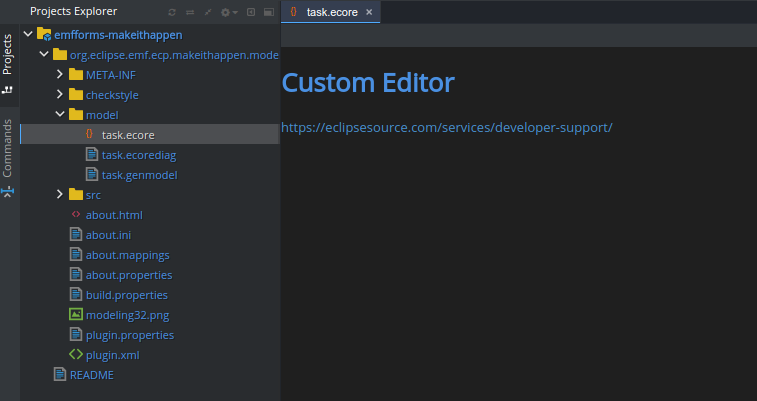 Projects Explorer
Projects
Commands
emfforms-makeithappen
org.eclipse.emf.ecp.makeithappen.mode
META-INF
checkstyle
model
{} task.ecore
task.ecorediag
task.genmodel
src
<> about.html
about.ini
about.mappings
about.properties
build.properties
modeling32.png
plugin.properties
<> plugin.xml
README
{} task.ecore ×
Custom Editor
https://eclipsesource.com/services/developer-support/